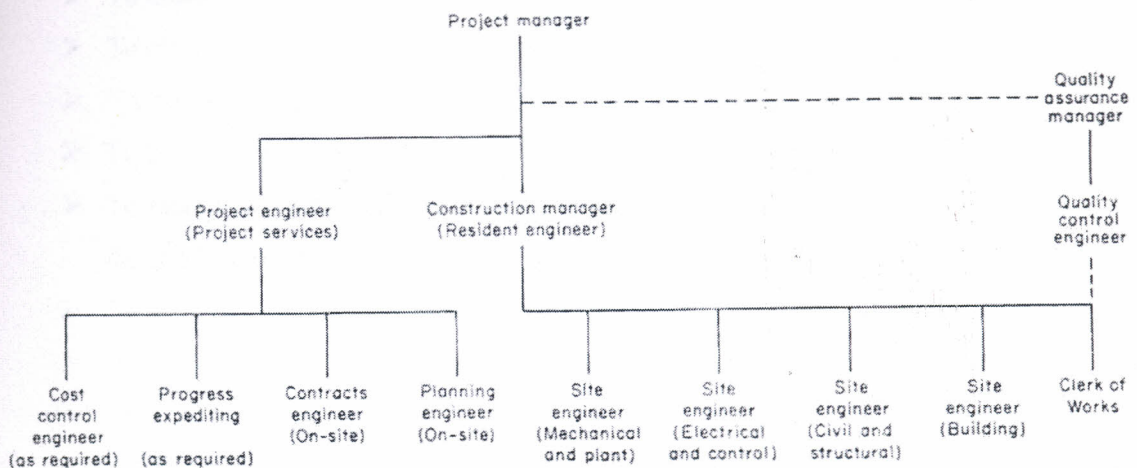 Project manager
Quality
assurance
manager
Project engineer
(Project services)
Construction manager
(Resident engineer)
Quality
control
engineer
Cost
control
engineer
(as required)
Progress
expediting
(as required)
Contracts
engineer
(On-site)
Planning
engineer
(On-site)
Site
engineer
(Mechanical
and plant)
Site
engineer
(Electrical
and control)
Site
engineer
(Civil and
structural)
Site
engineer
(Building)
Clerk of
Works